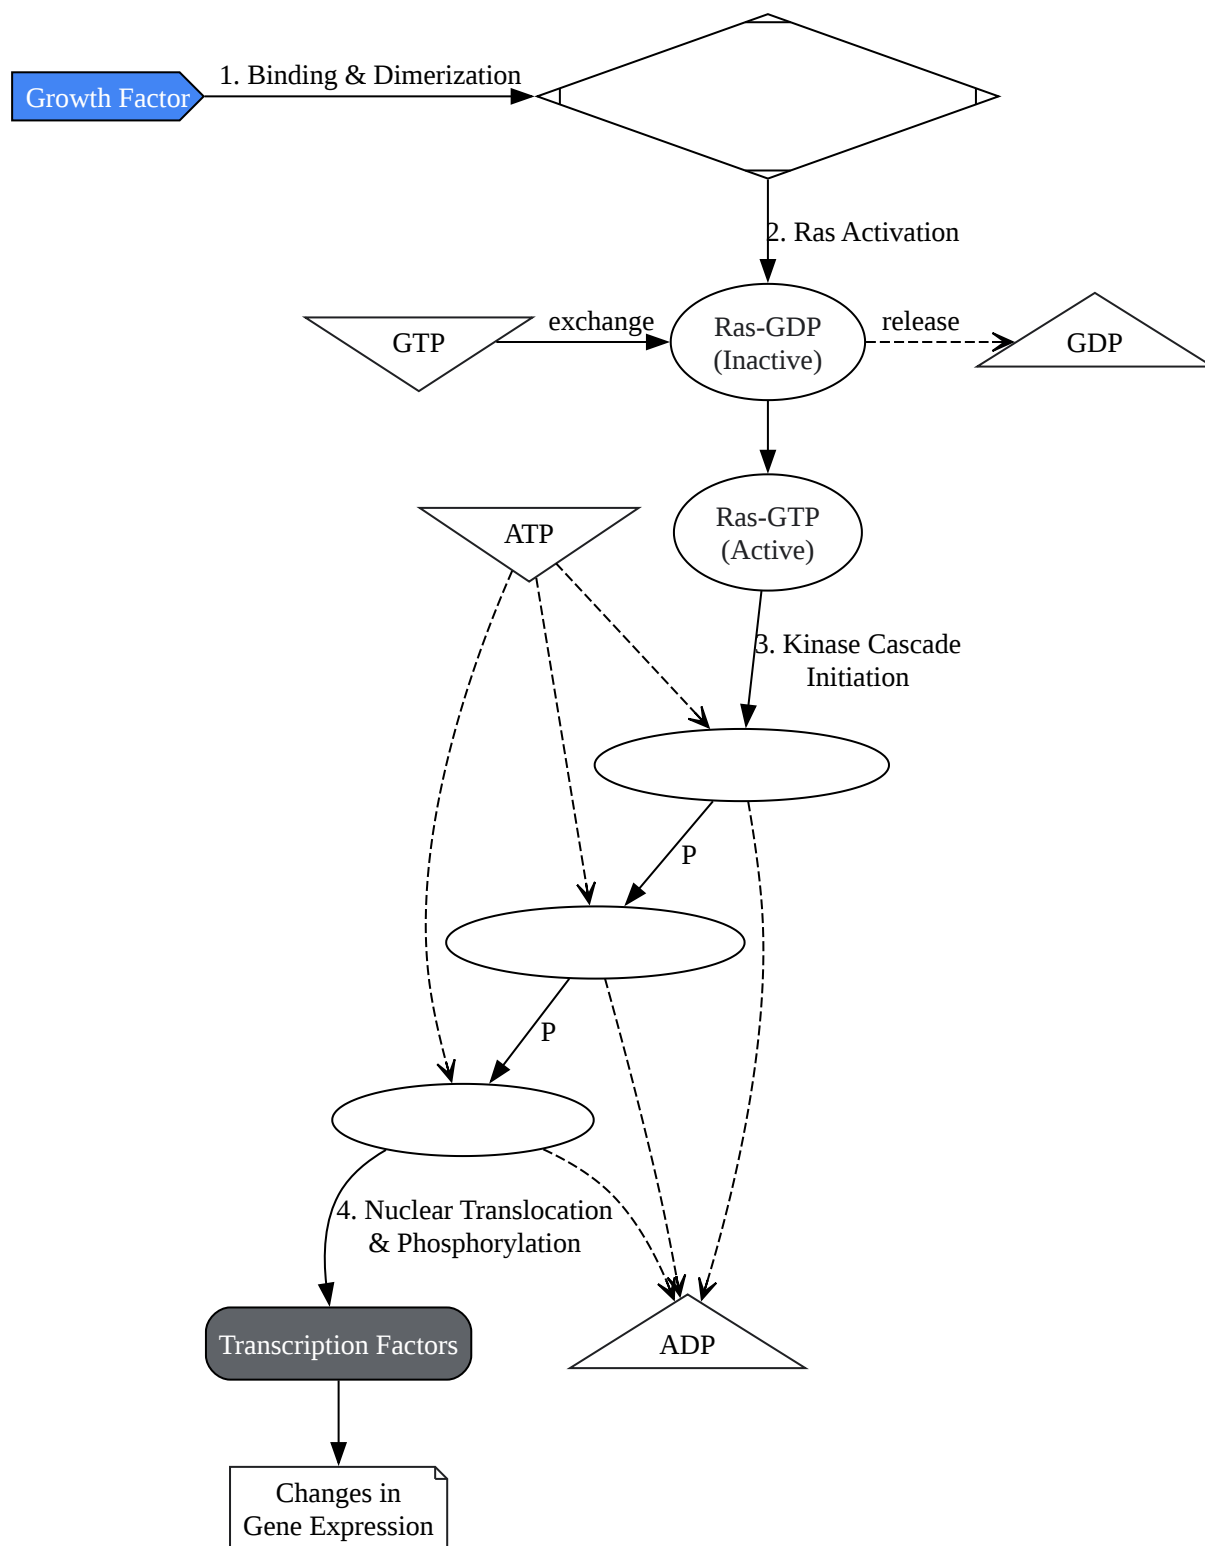 1. Binding & Dimerization
Growth Factor
2. Ras Activation
GTP
exchange
Ras-GDP
(Inactive)
release
GDP
ATP
Ras-GTP
(Active)
3. Kinase Cascade
Initiation
P
P
4. Nuclear Translocation
& Phosphorylation
Transcription Factors
ADP
Changes in
Gene Expression